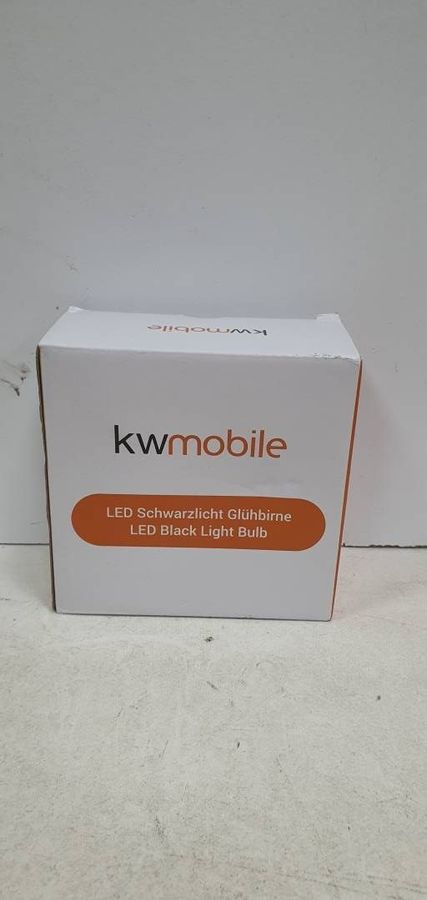 kwmobile
kwmobile
LED Schwarzlicht Glühbirne
LED Black Light Bulb